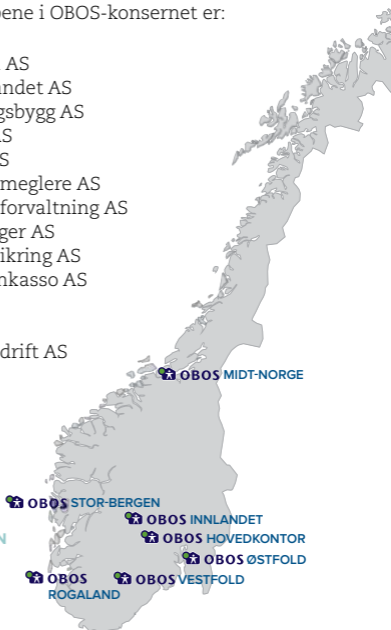 pene i OBOS-konsernet er:
AS
andet AS
gsbygg AS
AS
S
meglere AS
forvaltning AS
ger AS
ikring AS
nkasso AS
drift AS
OBOS MIDT-NORGE
OBOS STOR-BERGEN
OBOS INNLANDET
OBOS HOVEDKONTOR
N
OBOS ØSTFOLD
OBOS
ROGALAND
OBOS VESTFOLD